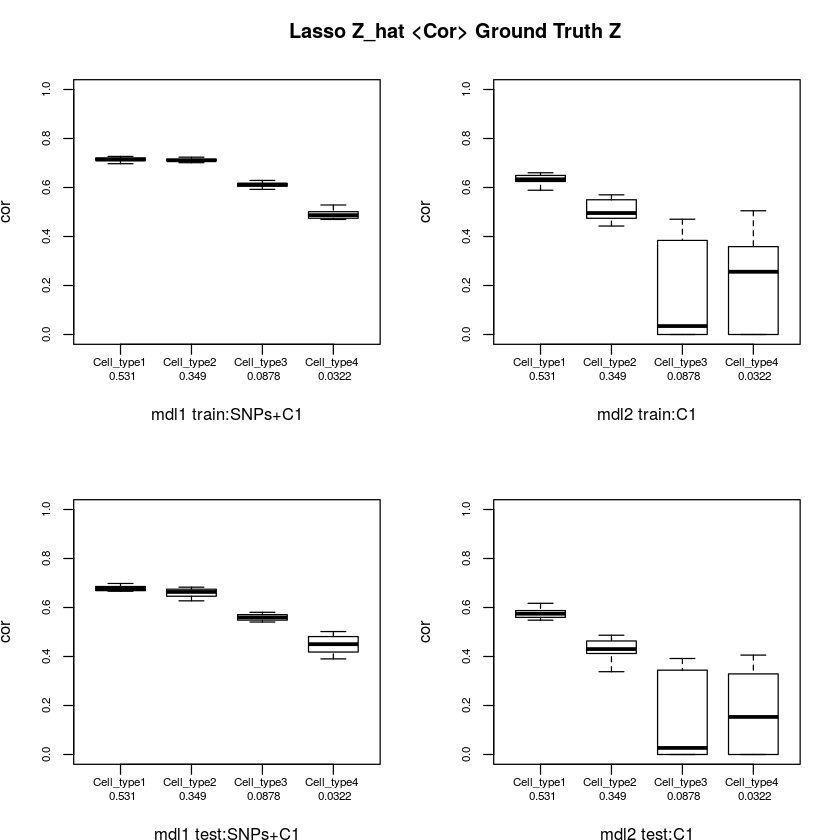 Lasso Z_hat <Cor> Ground Truth Z
cor
1.0
0.8
0.6
0.4
0.2
0.0
Cell_type1 Cell_type2 Cell_type3 Cell_type4
0.531 0.349 0.0878 0.0322
mdl1 train:SNPs+C1
cor
1.0
0.8
0.6
0.4
0.2
0.0
Cell_type1 Cell_type2 Cell_type3 Cell_type4
0.531 0.349 0.0878 0.0322
mdl2 train:C1
cor
1.0
0.8
0.6
0.4
0.2
0.0
Cell_type1 Cell_type2 Cell_type3 Cell_type4
0.531 0.349 0.0878 0.0322
mdl1 test:SNPs+C1
cor
1.0
0.8
0.6
0.4
0.2
0.0
Cell_type1 Cell_type2 Cell_type3 Cell_type4
0.531 0.349 0.0878 0.0322
mdl2 test:C1